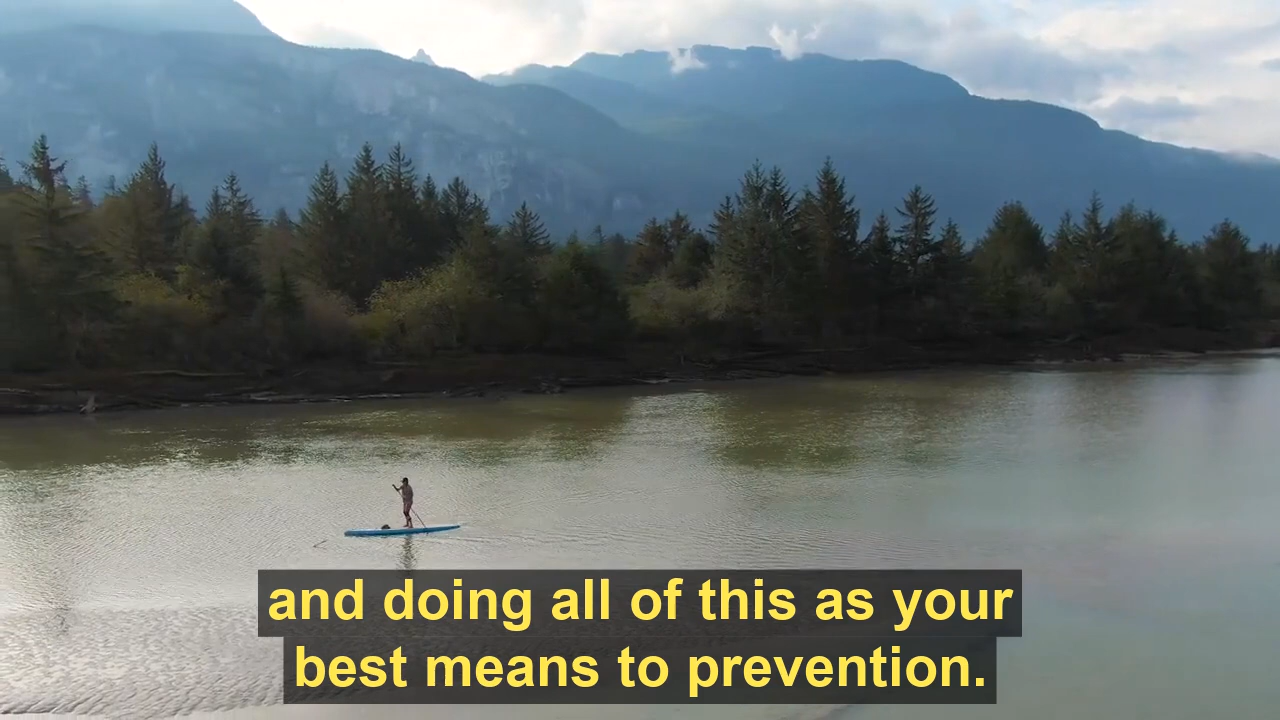 and doing all of this as your
best means to prevention.